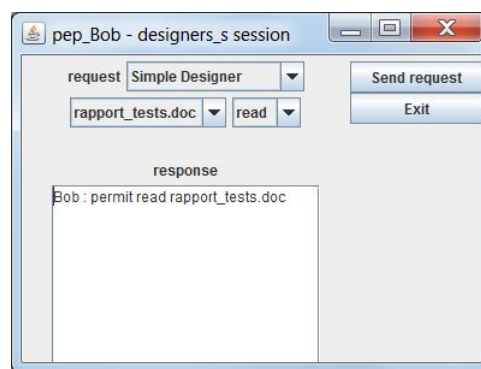 pep_Bob - designers_s session
request Simple Designer Send request
rapport_tests.doc read Exit
response
Bob : permit read rapport_tests.doc